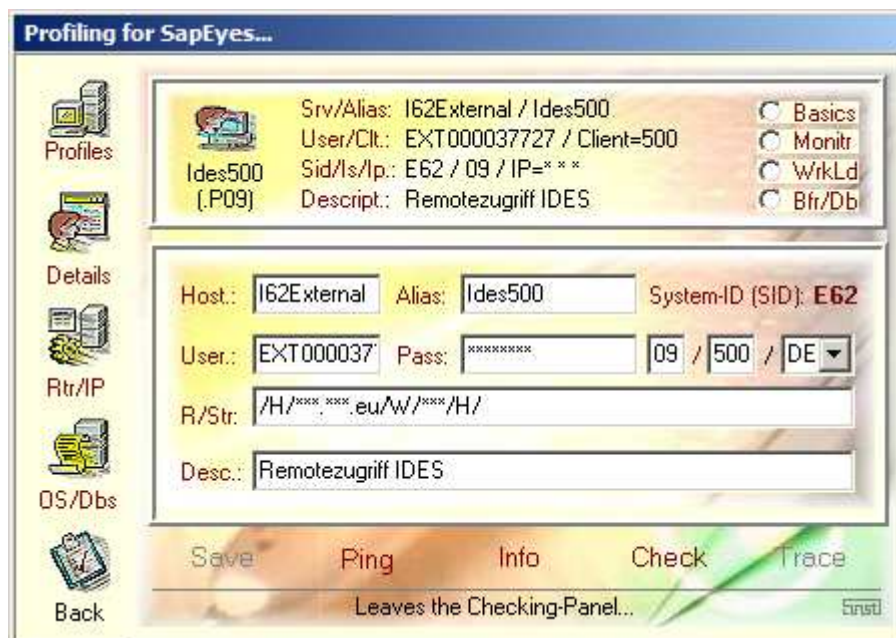 Profiling for SapEyes...
Profiles
Details
Rtr/IP
OS/Dbs
Back
Ides500
(.P09)
Srv/Alias: I62External / Ides500
User/Clt.: EXT000037727 / Client=500
Sid/Is/Ip.: E62 / 09 / IP=* * *
Descript.: Remotezugriff IDES
Basics
Monitr
WrkLd
Bfr/Db
Host.: I62External Alias: Ides500 System-ID (SID): E62
User.: EXT000037 Pass: ******** 09 / 500 / DE
R/Str: /H/***.***.eu/W/***/H/
Desc.: Remotezugriff IDES
Save Ping Info Check Trace
Leaves the Checking-Panel...